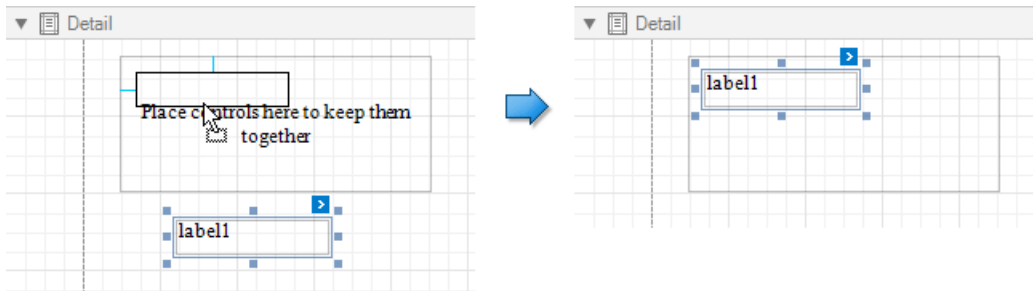 Detail
Place controls here to keep them
together
label1
Detail
label1